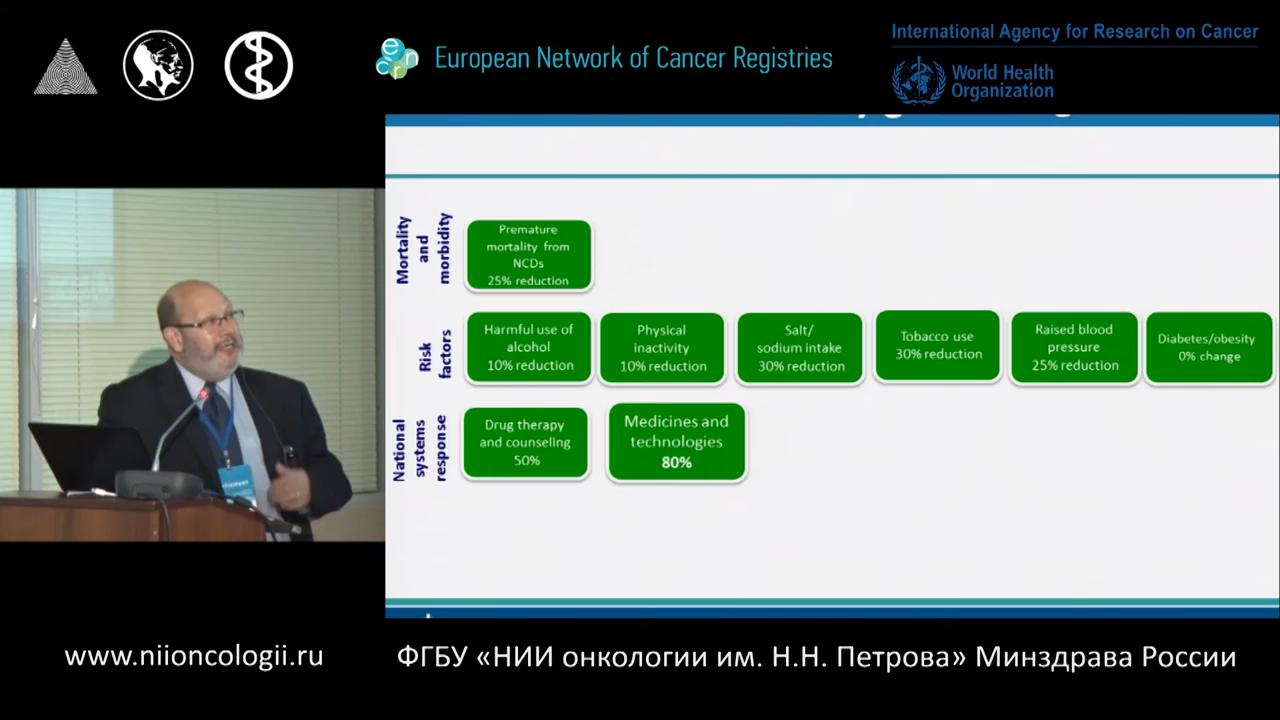 European Network of Cancer Registries
International Agency for Research on Cancer
World Health
Organization
Mortality
and
morbidity
Premature
mortality from
NCDs
25% reduction
Risk
factors
Harmful use of
alcohol
10% reduction
Physical
inactivity
10% reduction
Salt/
sodium intake
30% reduction
Tobacco use
30% reduction
Raised blood
pressure
25% reduction
Diabetes/obesity
0% change
National
systems
response
Drug therapy
and counseling
50%
Medicines and
technologies
80%
www.niioncologii.ru
ФГБУ «НИИ онкологии им. Н.Н. Петрова» Минздрава России